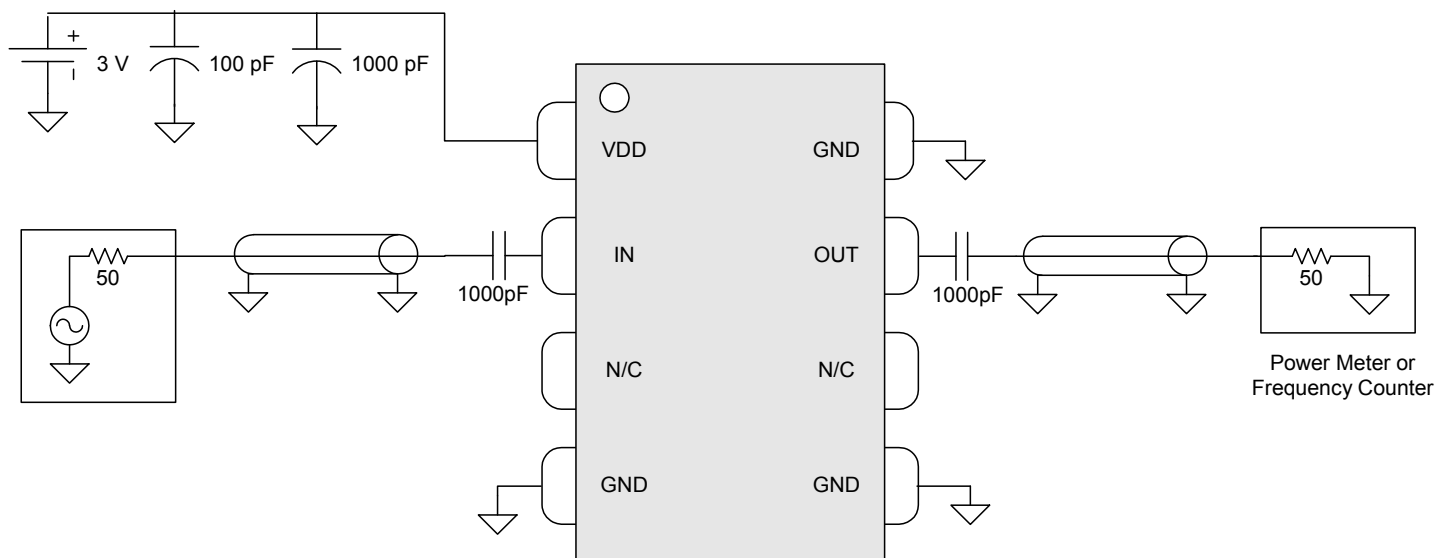 +
–
3 V
100 pF
1000 pF
VDD
GND
50
IN
OUT
50
1000pF
1000pF
N/C
N/C
Power Meter or
Frequency Counter
GND
GND